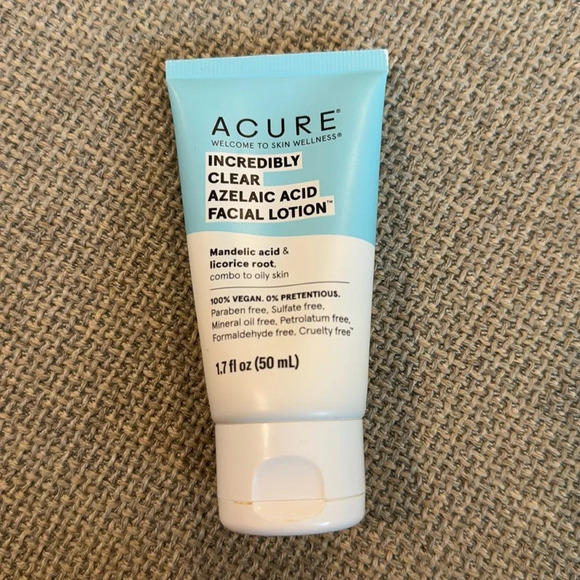 ACURE®
WELCOME TO SKIN WELLNESS®
INCREDIBLY
CLEAR
AZELAIC ACID
FACIAL LOTION™
Mandelic acid &
licorice root,
combo to oily skin
100% VEGAN. 0% PRETENTIOUS.
Paraben free, Sulfate free,
Mineral oil free, Petrolatum free,
Formaldehyde free, Cruelty free™
1.7 fl oz (50 mL)